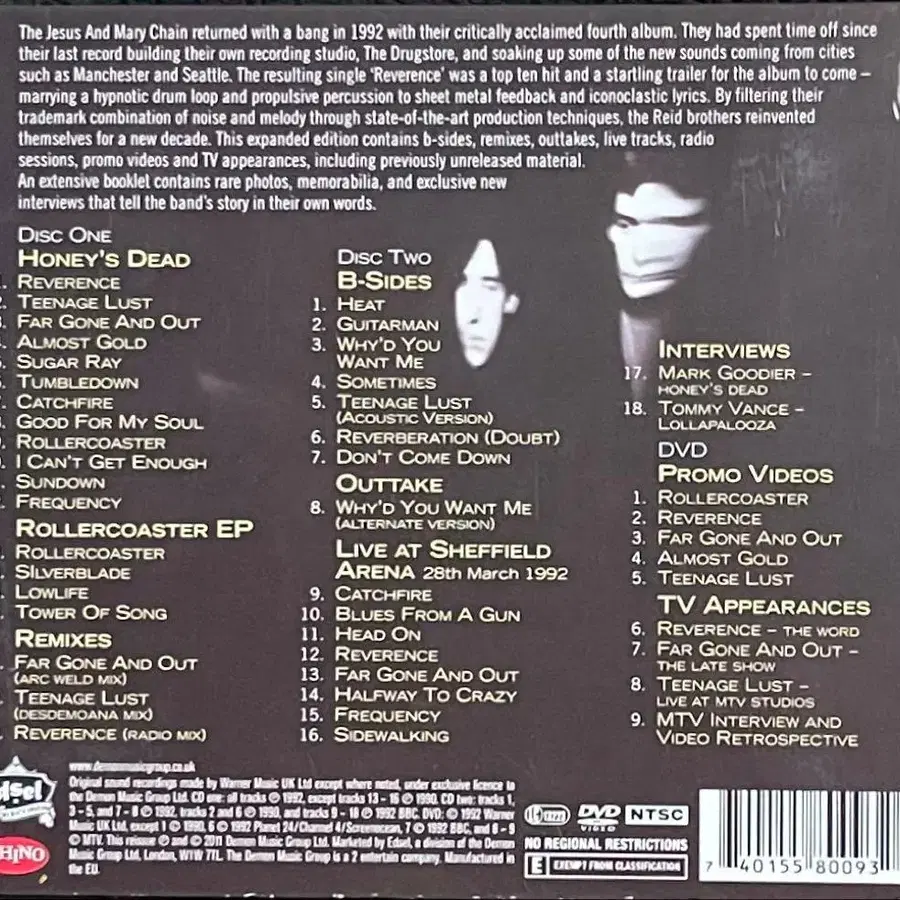 The Jesus And Mary Chain returned with a bang in 1992 with their critically acclaimed fourth album. They had spent time off since
their last record building their own recording studio, The Drugstore, and soaking up some of the new sounds coming from cities
such as Manchester and Seattle. The resulting single ‘Reverence’ was a top ten hit and a startling trailer for the album to come –
marrying a hypnotic drum loop and propulsive percussion to sheet metal feedback and iconoclastic lyrics. By filtering their
trademark combination of noise and melody through state-of-the-art production techniques, the Reid brothers reinvented
themselves for a new decade. This expanded edition contains b-sides, remixes, outtakes, live tracks, radio
sessions, promo videos and TV appearances, including previously unreleased material.
An extensive booklet contains rare photos, memorabilia, and exclusive new
interviews that tell the band's story in their own words.
DISC ONE
HONEY'S DEAD
REVERENCE
TEENAGE LUST
FAR GONE AND OUT
ALMOST GOLD
SUGAR RAY
TUMBLEDOWN
CATCHFIRE
GOOD FOR MY SOUL
ROLLERCOASTER
I CAN'T GET ENOUGH
SUNDOWN
FREQUENCY
ROLLERCOASTER EP
ROLLERCOASTER
SILVERBLADE
LOWLIFE
TOWER OF SONG
REMIXES
FAR GONE AND OUT
(ARC WELD MIX)
TEENAGE LUST
(DESDEMOANA MIX)
REVERENCE (RADIO MIX)
DISC TWO
B-SIDES
1. HEAT
2. GUITARMAN
3. WHY'D YOU
WANT ME
4. SOMETIMES
5. TEENAGE LUST
(ACOUSTIC VERSION)
6. REVERBERATION (DOUBT)
7. DON'T COME DOWN
OUTTAKE
8. WHY'D YOU WANT ME
(ALTERNATE VERSION)
LIVE AT SHEFFIELD
ARENA 28TH MARCH 1992
9. CATCHFIRE
10. BLUES FROM A GUN
11. HEAD ON
12. REVERENCE
13. FAR GONE AND OUT
14. HALFWAY TO CRAZY
15. FREQUENCY
16. SIDEWALKING
INTERVIEWS
17. MARK GOODIER –
HONEY'S DEAD
18. TOMMY VANCE –
LOLLAPALOOZA
DVD
PROMO VIDEOS
1. ROLLERCOASTER
2. REVERENCE
3. FAR GONE AND OUT
4. ALMOST GOLD
5. TEENAGE LUST
TV APPEARANCES
6. REVERENCE – THE WORD
7. FAR GONE AND OUT –
THE LATE SHOW
8. TEENAGE LUST –
LIVE AT MTV STUDIOS
9. MTV INTERVIEW AND
VIDEO RETROSPECTIVE
www.demonmusicgroup.co.uk
Original sound recordings made by Warner Music UK Ltd except where noted, under exclusive licence to
the Demon Music Group Ltd. CD one: all tracks ℗ 1992, except tracks 13 - 16 ℗ 1990. CD two: tracks 1,
3 - 5, and 7 - 8 ℗ 1992, tracks 2 and 6 ℗ 1990, and tracks 9 - 18 ℗ 1992 BBC. DVD: © 1992 Warner
Music UK Ltd, except 1 © 1990, 6 © 1992 Planet 24/Channel 4/Screenocean, 7 © 1992 BBC, and 8 - 9
© MTV. This reissue ℗ and © 2011 Demon Music Group Ltd. Marketed by Edsel, a division of the Demon
Music Group Ltd, London, W1W 7TL. The Demon Music Group is a 2 entertain company. Manufactured in
the EU.
dsel
HINO
DVD
VIDEO
NTSC
NO REGIONAL RESTRICTIONS
E EXEMPT FROM CLASSIFICATION
7 40155 80093